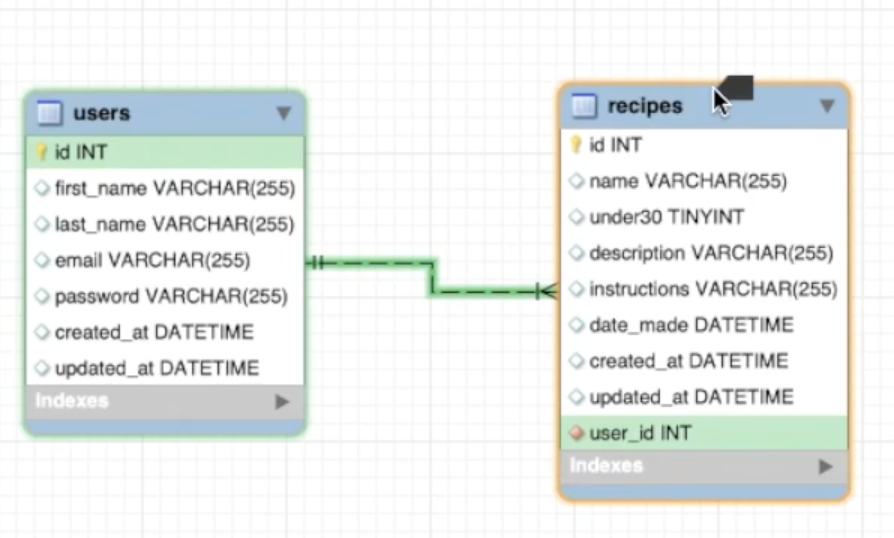 users
id INT
first_name VARCHAR(255)
last_name VARCHAR(255)
email VARCHAR(255)
password VARCHAR(255)
created_at DATETIME
updated_at DATETIME
Indexes
recipes
id INT
name VARCHAR(255)
under30 TINYINT
description VARCHAR(255)
instructions VARCHAR(255)
date_made DATETIME
created_at DATETIME
updated_at DATETIME
user_id INT
Indexes